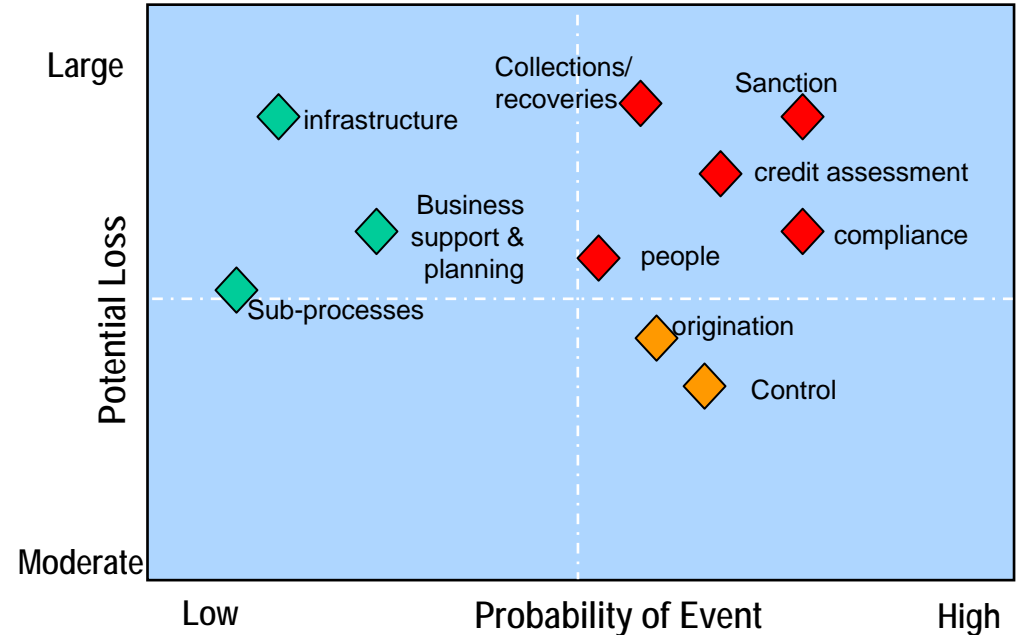 Large
Collections/
recoveries
Sanction
infrastructure
credit assessment
Business
support &
planning
compliance
people
Sub-processes
origination
Control
Potential Loss
Moderate
Low
Probability of Event
High